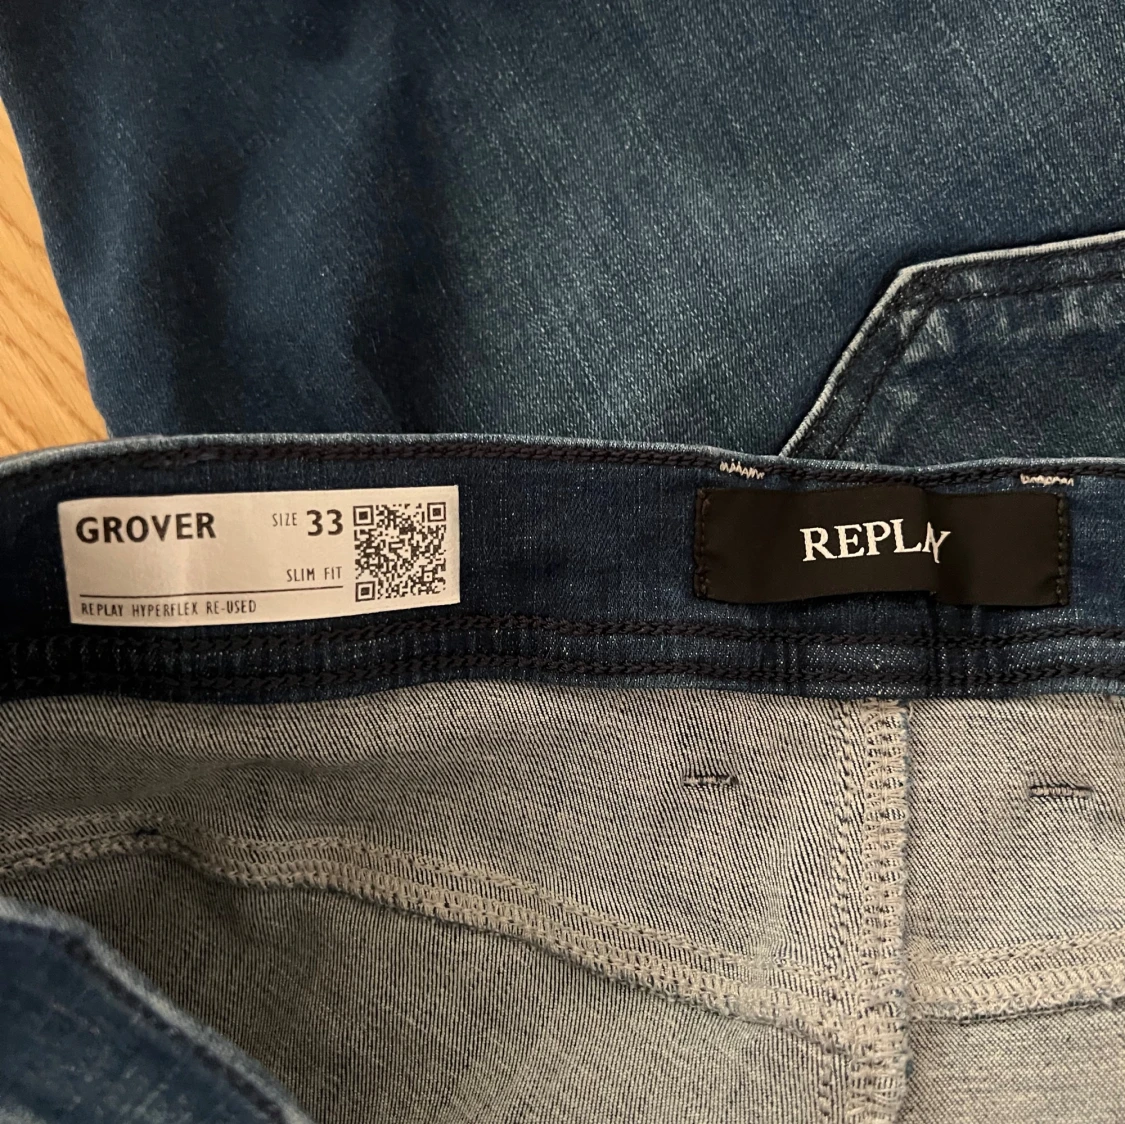 GROVER SIZE 33
SLIM FIT
REPLAY HYPERFLEX RE-USED
REPLAY